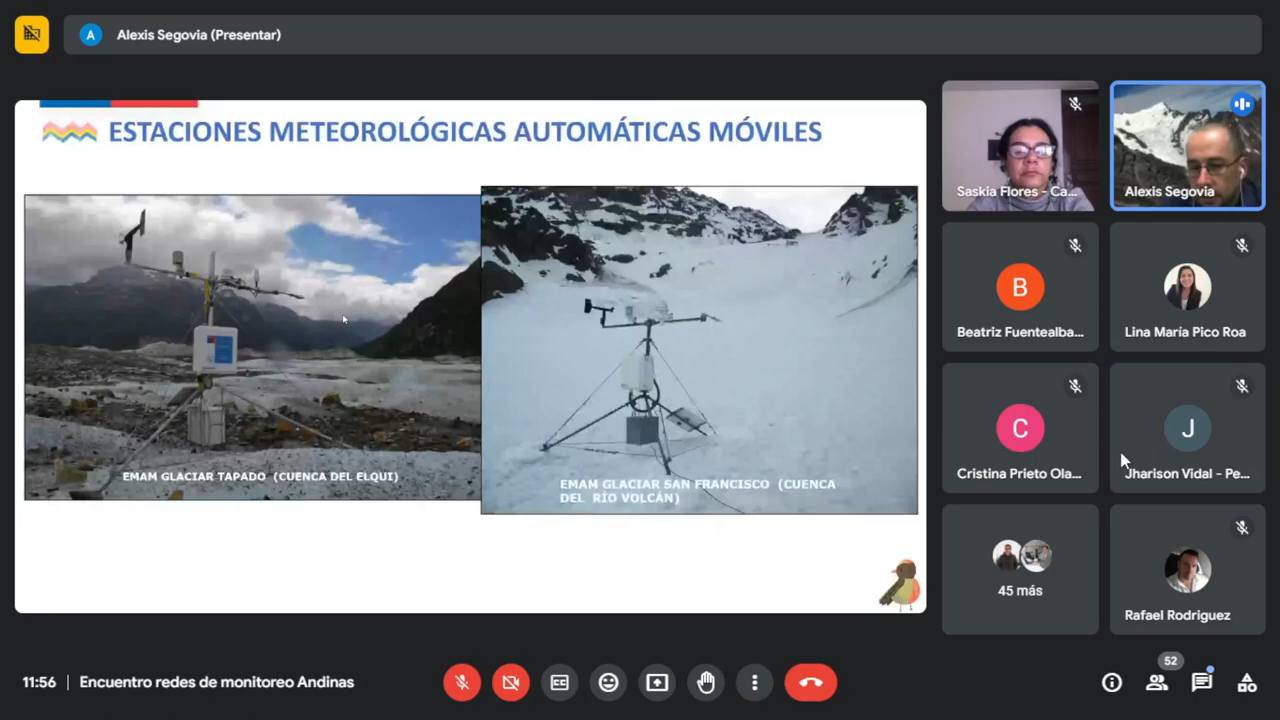 A Alexis Segovia (Presentar)
ESTACIONES METEOROLÓGICAS AUTOMÁTICAS MÓVILES
EMAM GLACIAR TAPADO (CUENCA DEL ELQUI)
EMAM GLACIAR SAN FRANCISCO (CUENCA
DEL RÍO VOLCÁN)
Saskia Flores - Ca...
Alexis Segovia
B
Beatriz Fuentealba...
Lina María Pico Roa
C
Cristina Prieto Ola...
J
Jharison Vidal - Pe...
45 más
Rafael Rodriguez
11:56 | Encuentro redes de monitoreo Andinas
CC
52